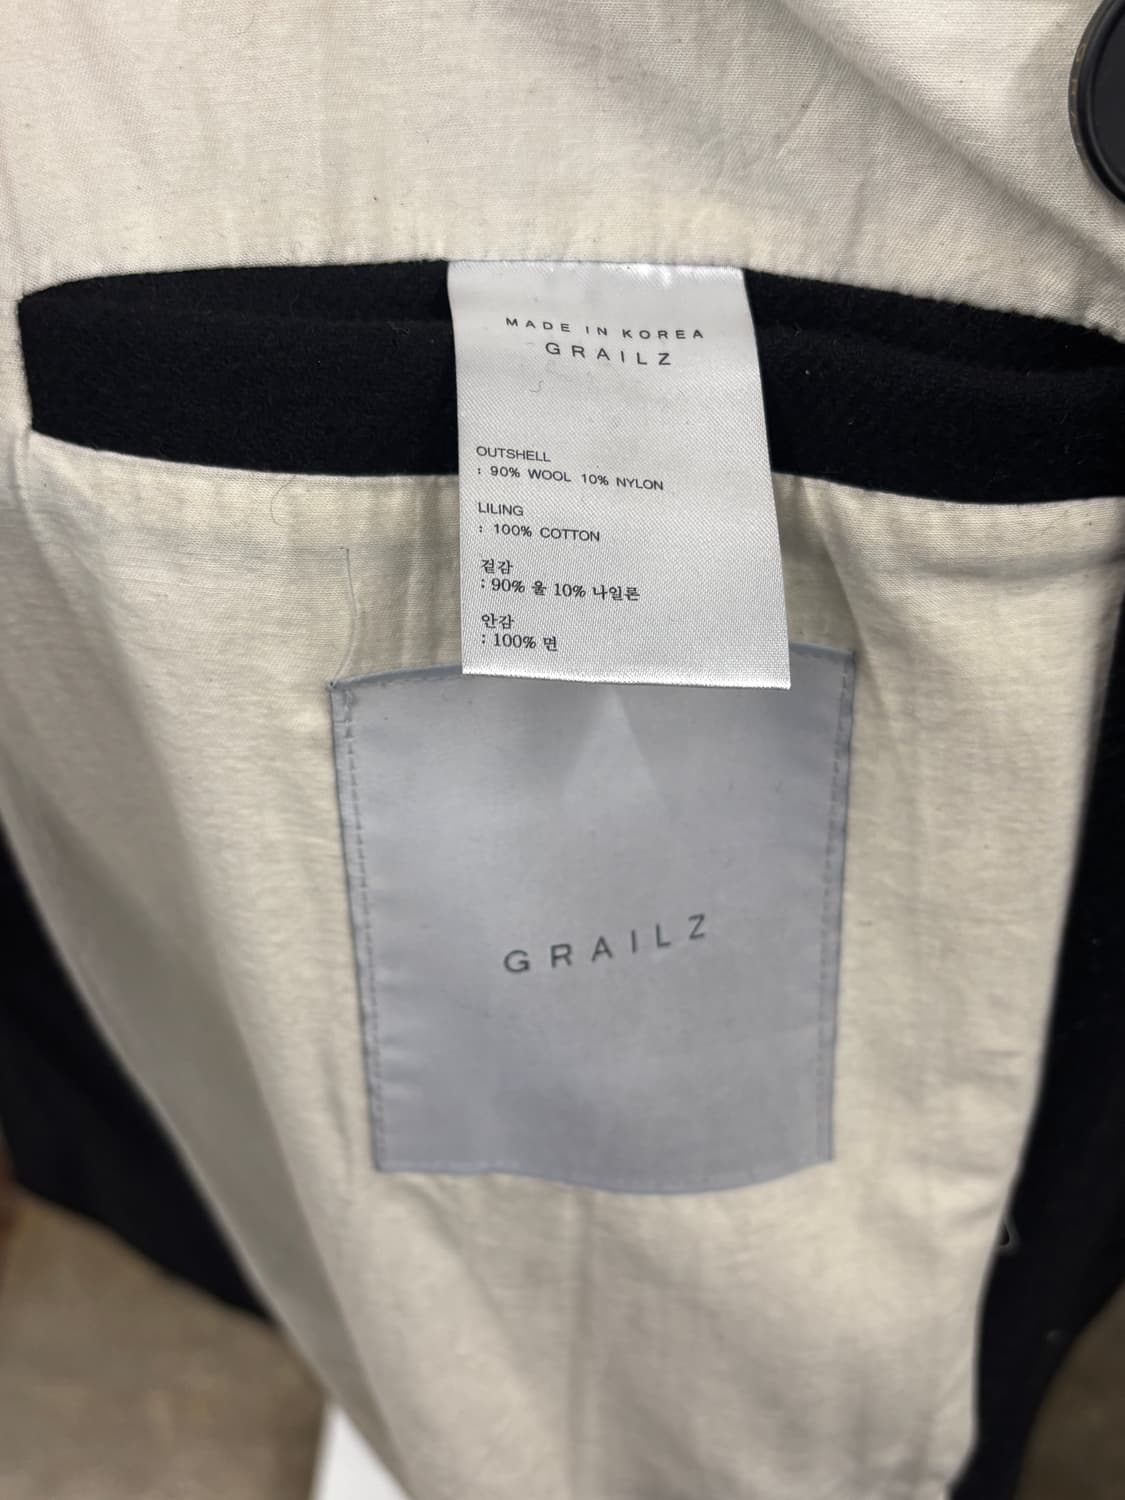 MADE IN KOREA
GRAILZ
OUTSHELL
: 90% WOOL 10% NYLON
LILING
: 100% COTTON
겉감
: 90% 울 10% 나일론
안감
: 100% 면
GRAILZ